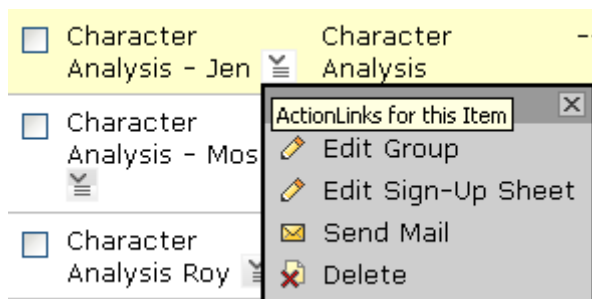 Character Analysis - Jen
Character Analysis
--
ActionLinks for this Item
Character Analysis - Mos
Edit Group
Edit Sign-Up Sheet
Send Mail
Character Analysis Roy
Delete